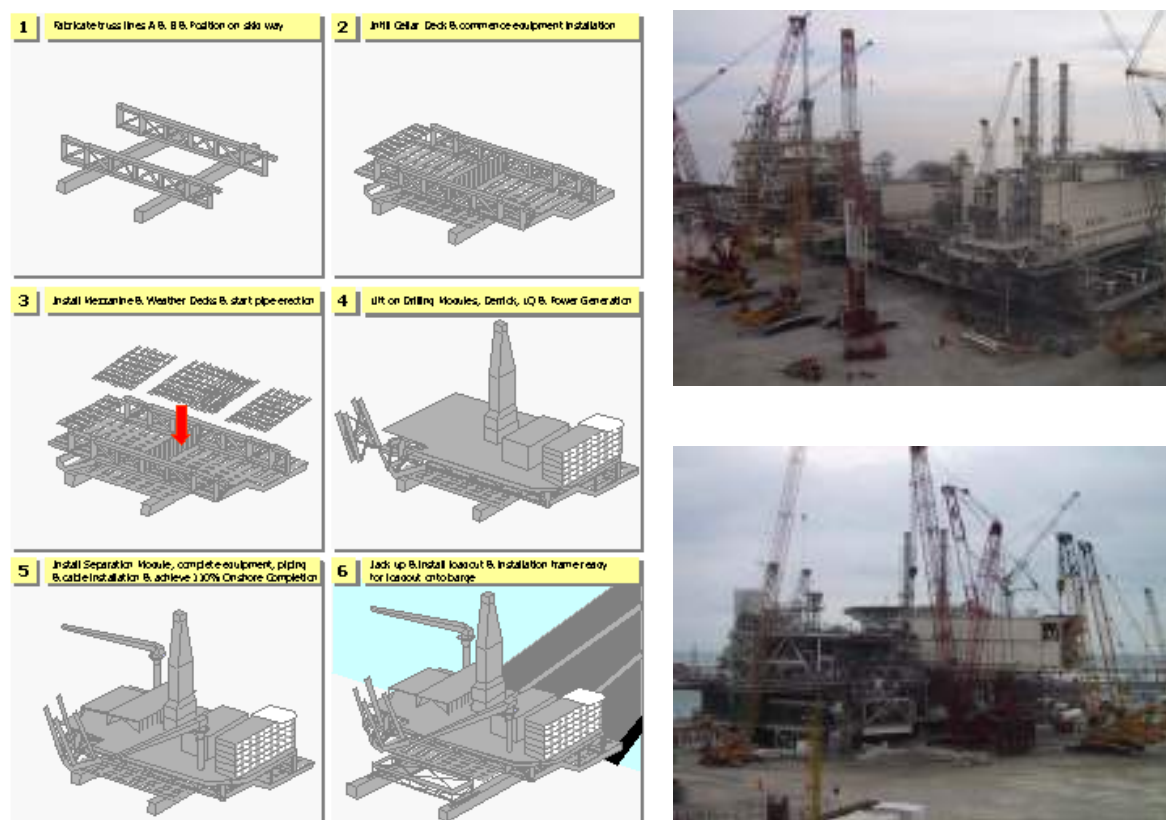 1
Fabricate truss lines A & B & Position on skid way
2
Infill Cellar Deck & commence equipment installation
3
Install Mezzanine & Weather Decks & start pipe erection
4
Lift on Drilling Modules, Derrick, LQ & Power Generation
5
Install Separation Module, complete equipment, piping
& cable installation & achieve 110% Onshore Completion
6
Jack up & install loadout & installation frame ready
for loadout onto barge